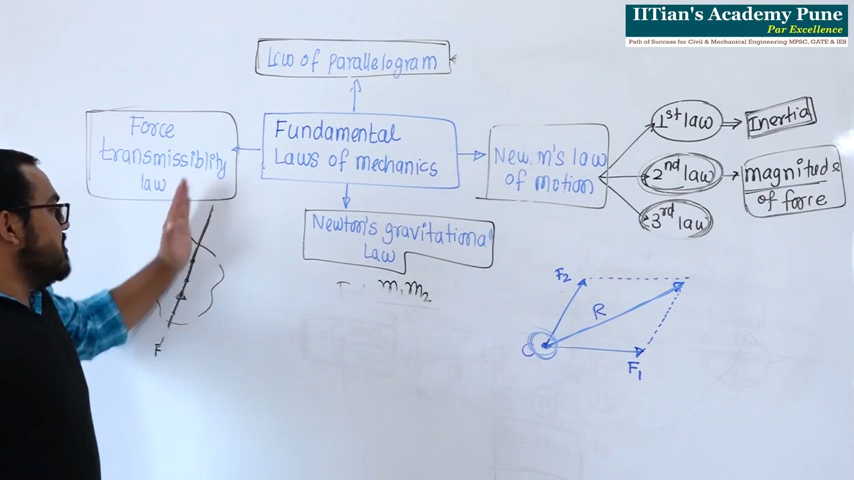 IITian's Academy Pune
Par Excellence
Path of Success for Civil & Mechanical Engineering MPSC, GATE & IES
Law of parallelogram
Force
transmissiblity
law
Fundamental
Laws of mechanics
New m's law
of motion
1st law
Inertia
2nd law
magnitude
of force
3rd law
Newton's gravitational
Law
m1m2
F
F2
R
O
F1